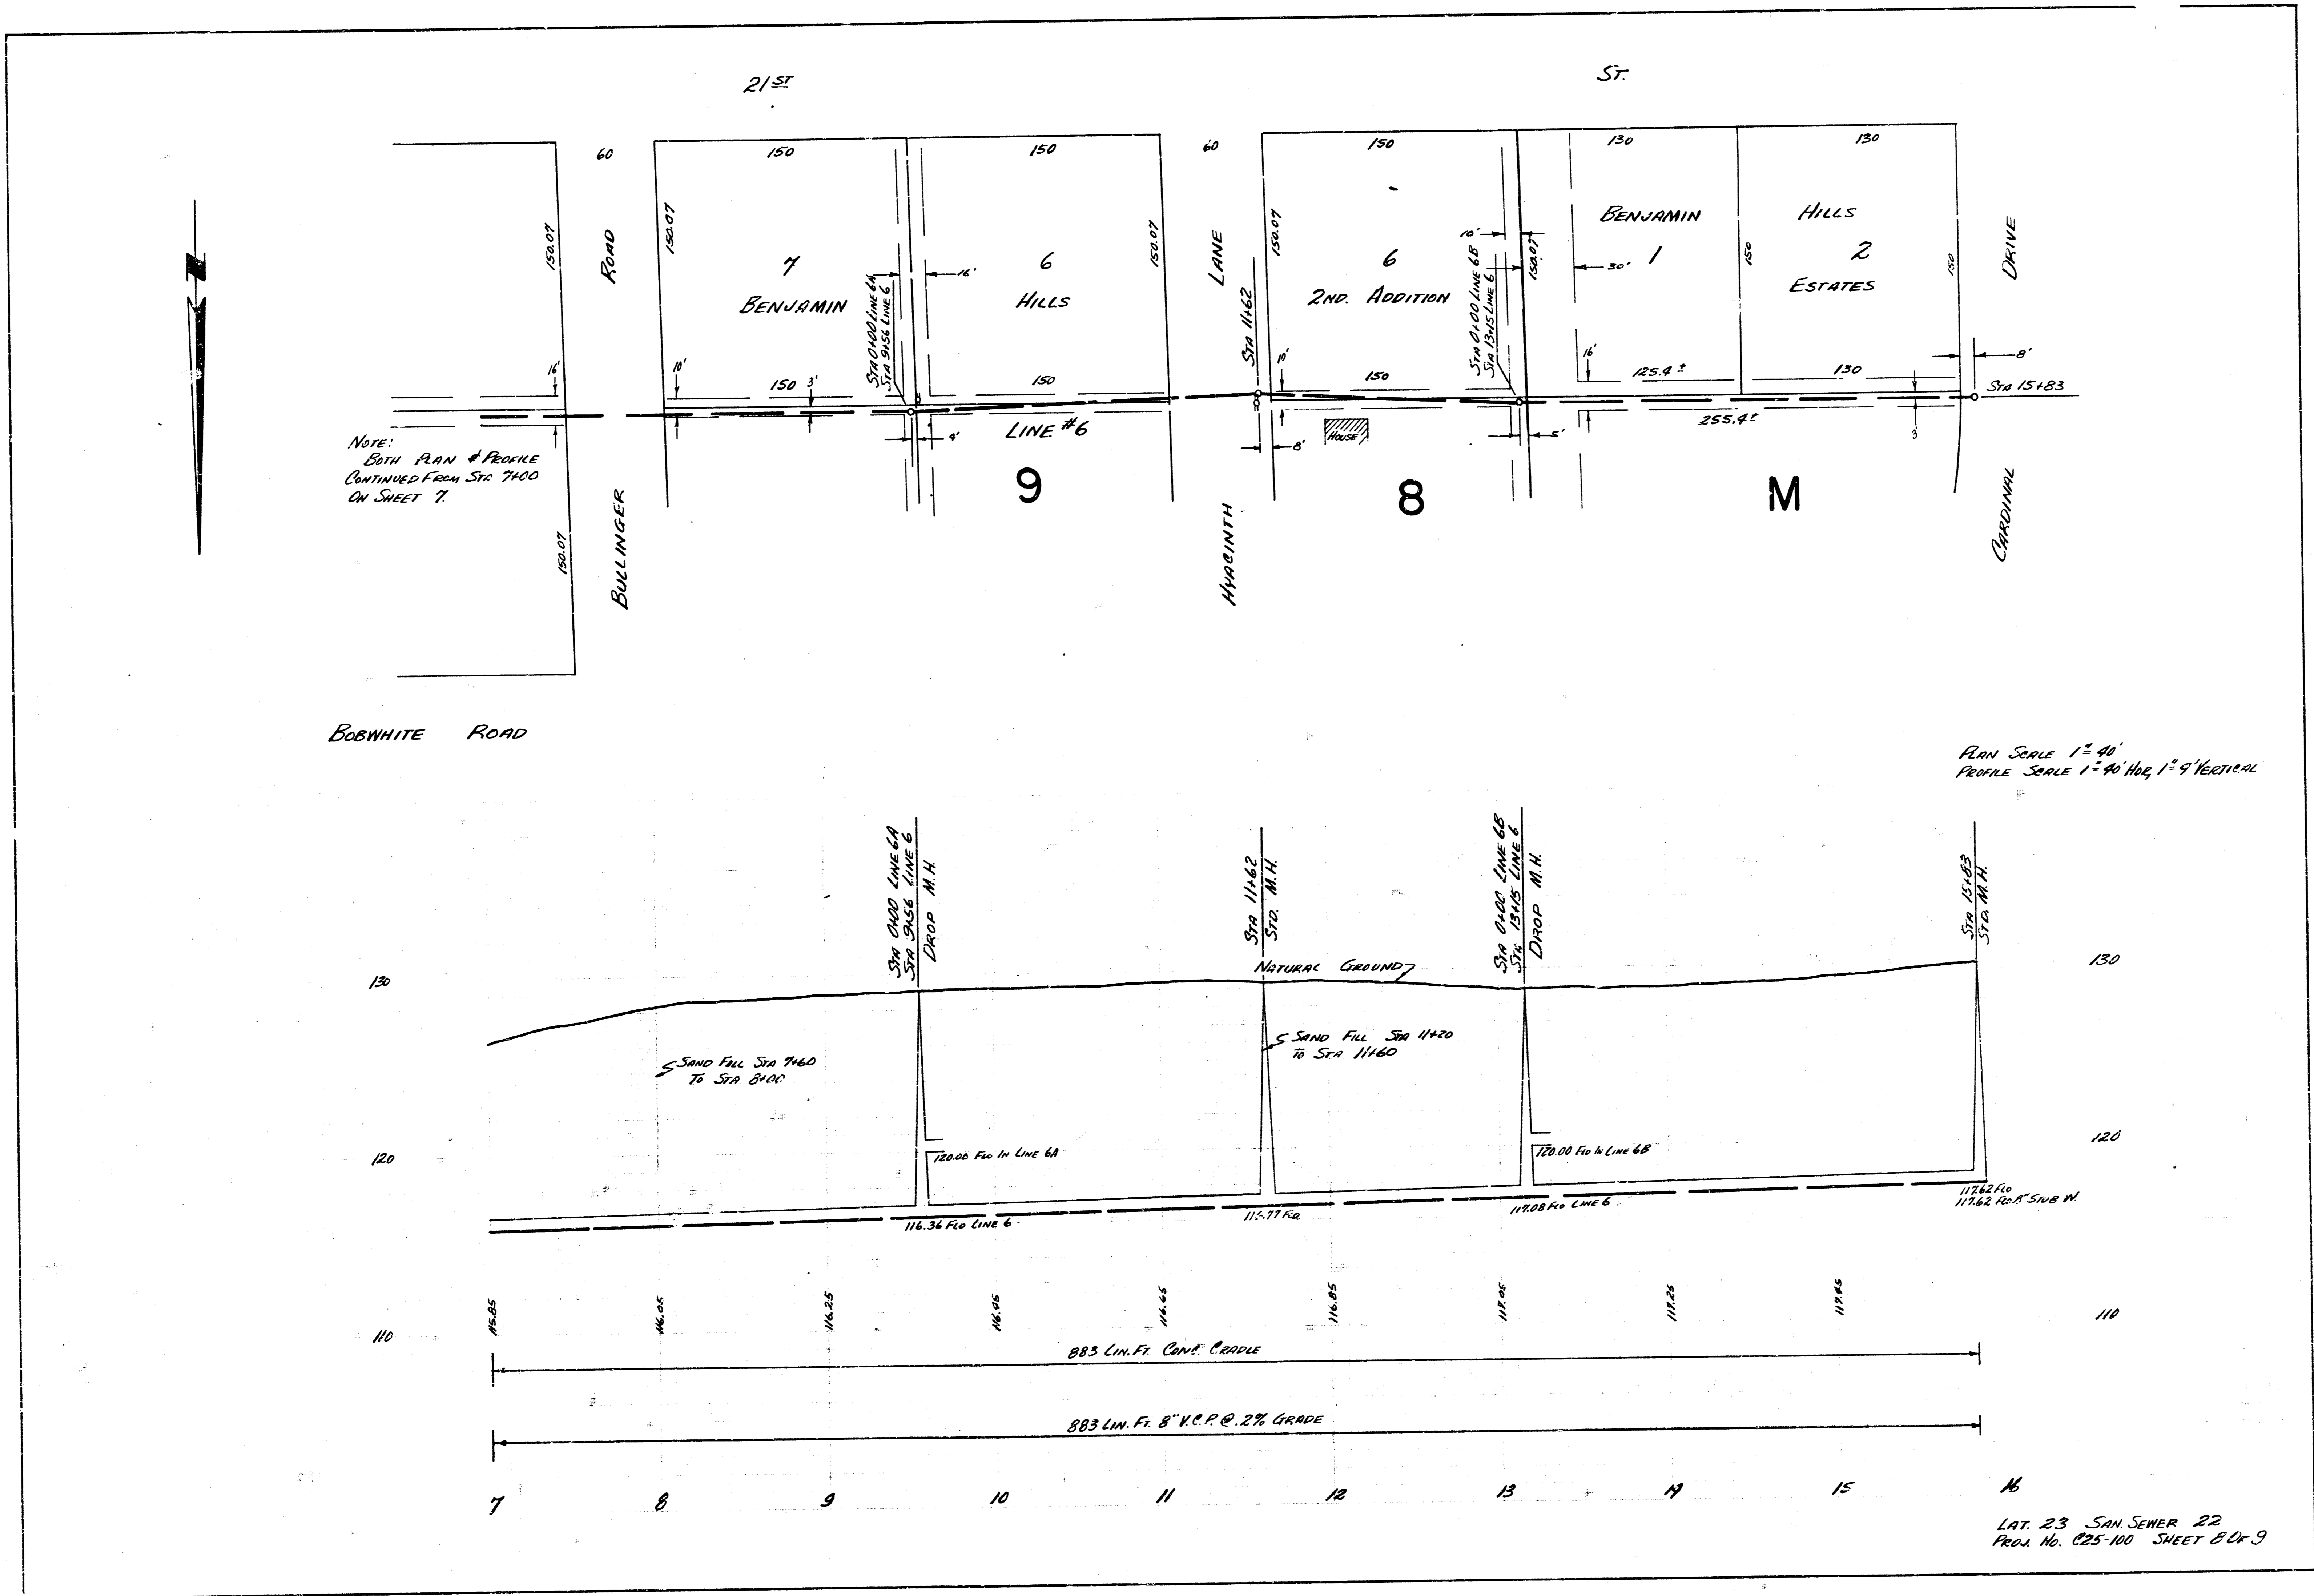 21ST
ST.
60
150
150
60
150
130
130
150.07
ROAD
150.07
7
BENJAMIN
STA 0+00 LINE 6A
STA 9+56 LINE 6
16'
6
HILLS
150.07
LANE
STA 11+62
150.07
6
2ND. ADDITION
STA 0+00 LINE 6B
STA 13+15 LINE 6
10'
150.07
30'
BENJAMIN
1
150
HILLS
2
ESTATES
150
DRIVE
16'
10'
150
3'
150
10'
150
16'
125.4±
130
8'
STA 15+83
4'
LINE #6
8'
HOUSE
5'
255.4±
3'
NOTE:
BOTH PLAN & PROFILE
CONTINUED FROM STA 7+00
ON SHEET 7.
9
8
M
150.07
BULLINGER
HYACINTH
CARDINAL
BOBWHITE ROAD
PLAN SCALE 1"=40'
PROFILE SCALE 1"=40' HOR, 1"=4' VERTICAL
STA 0+00 LINE 6A
STA 9+56 LINE 6
DROP M.H.
STA 11+62
STD. M.H.
STA 0+00 LINE 6B
STA 13+15 LINE 6
DROP M.H.
STA 15+83
STD. M.H.
130
NATURAL GROUND
130
SAND FILL STA 7+60
TO STA 8+00
SAND FILL STA 11+20
TO STA 11+60
120
120.00 FLO IN LINE 6A
120.00 FLO IN LINE 6B
120
116.36 FLO LINE 6
116.77 FLO
117.08 FLO LINE 6
117.62 FLO
117.62 FLO 8" STUB W.
110
115.85
116.05
116.25
116.45
116.65
116.85
117.05
117.25
117.45
110
883 LIN. FT. CONC. CRADLE
883 LIN. FT. 8" V.C.P. @ .2% GRADE
7
8
9
10
11
12
13
14
15
16
LAT. 23 SAN. SEWER 22
PROJ. NO. C25-100 SHEET 8 OF 9